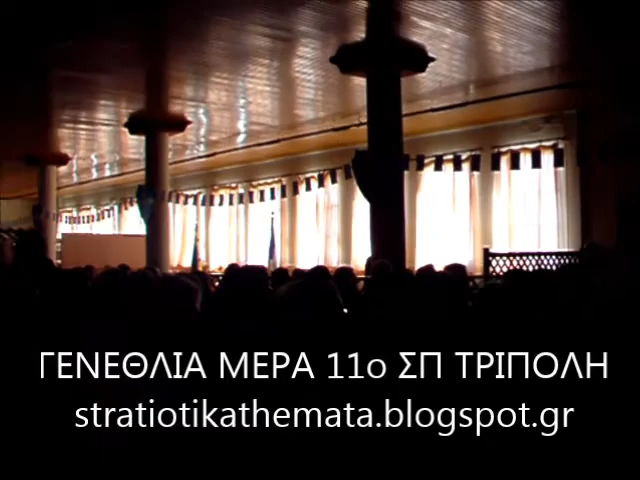 ΓΕΝΕΘΛΙΑ ΜΕΡΑ 11ο ΣΠ ΤΡΙΠΟΛΗ
stratiotikathemata.blogspot.gr